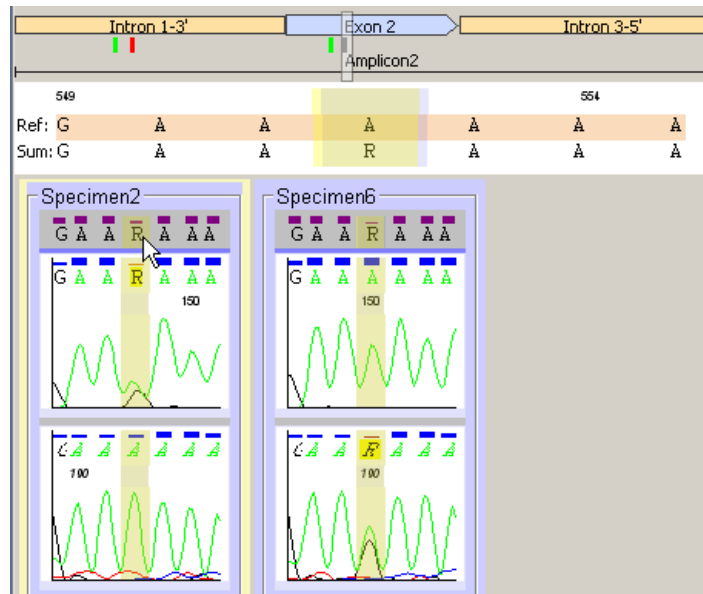 Intron 1-3' Exon 2 Intron 3-5'
Amplicon2
549 554
Ref: G A A A A A A
Sum: G A A R A A A
Specimen2 Specimen6
G A A R A A A G A A R A A A
G A A R A A A G A A A A A A
150 150
G A A A A A A G A A R A A A
100 100